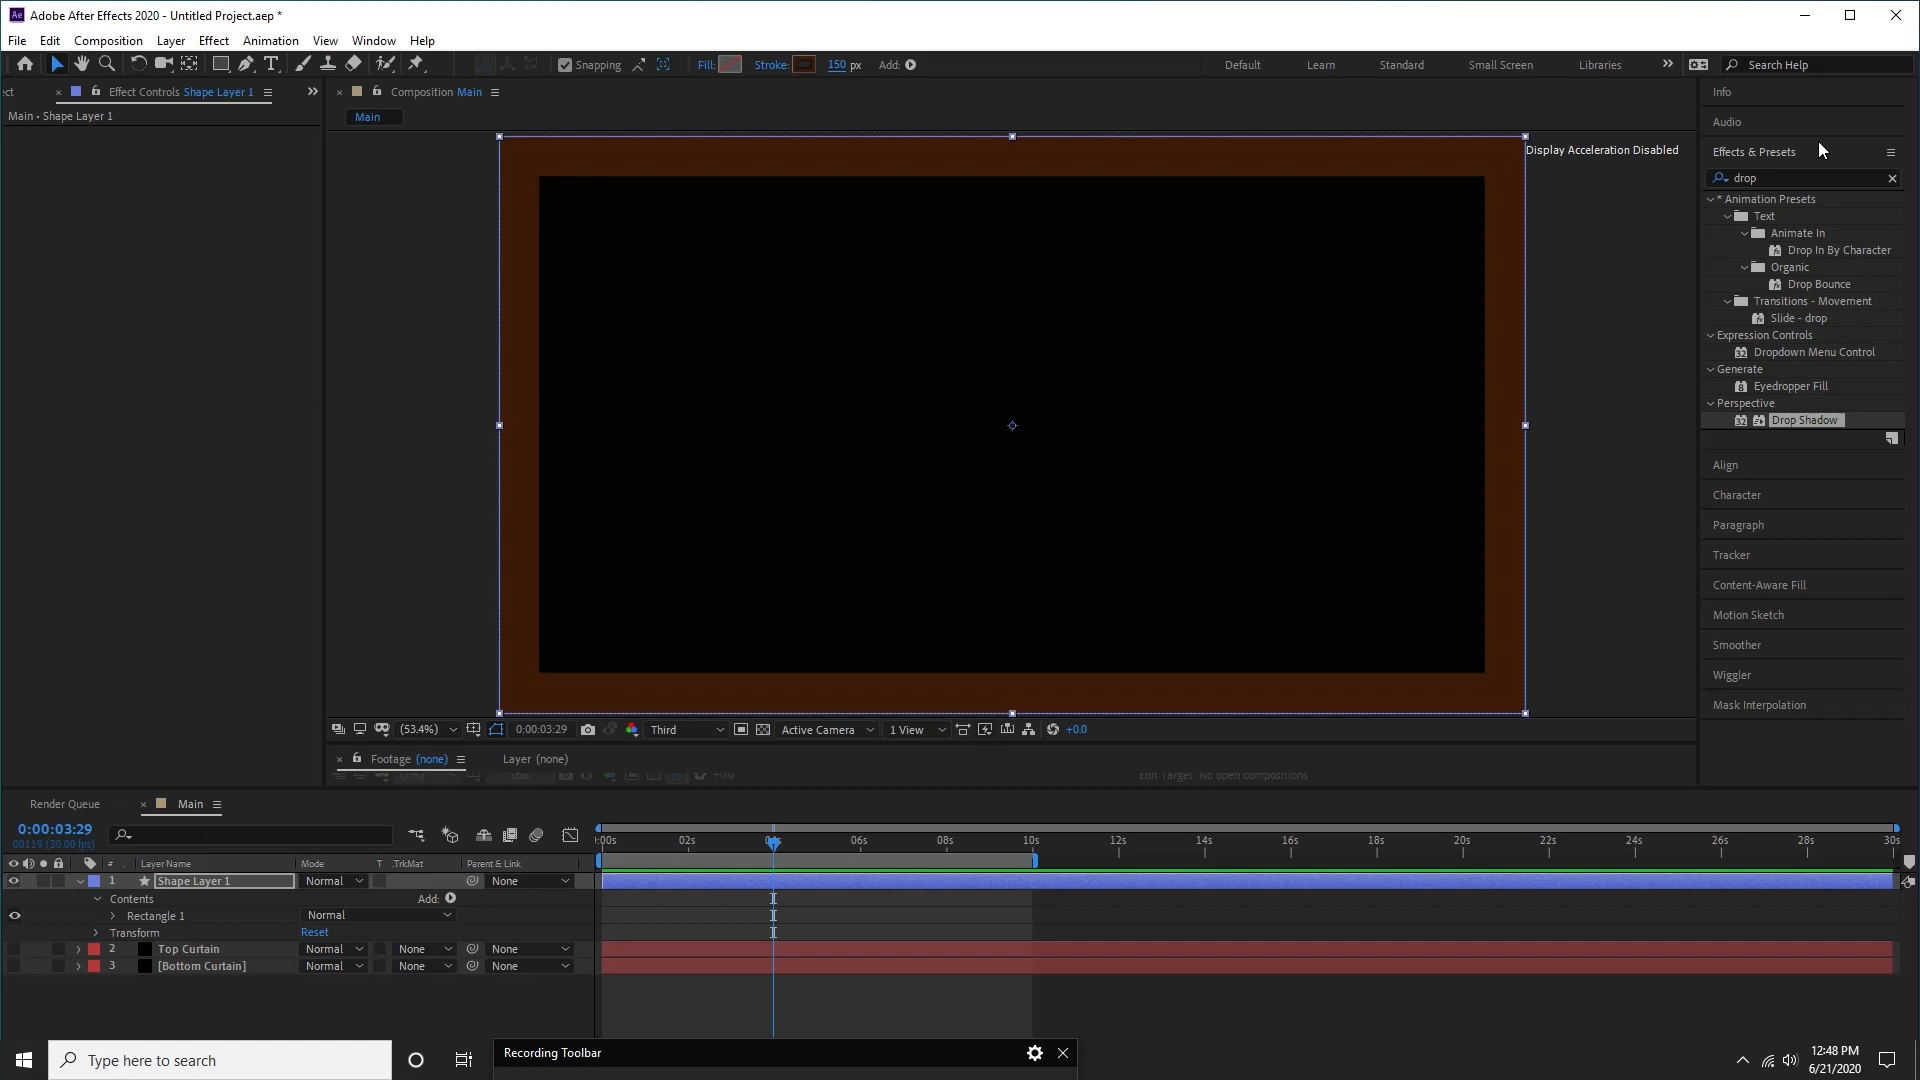 Adobe After Effects 2020 - Untitled Project.aep *
File Edit Composition Layer Effect Animation View Window Help
Snapping Fill: Stroke: 150 px Add: Default Learn Standard Small Screen Libraries Search Help
Effect Controls Shape Layer 1
Main • Shape Layer 1
Composition Main
Main
Display Acceleration Disabled
Info
Audio
Effects & Presets
drop
* Animation Presets
Text
Animate In
Drop In By Character
Organic
Drop Bounce
Transitions - Movement
Slide - drop
Expression Controls
Dropdown Menu Control
Generate
Eyedropper Fill
Perspective
Drop Shadow
Align
Character
Paragraph
Tracker
Content-Aware Fill
Motion Sketch
Smoother
Wiggler
Mask Interpolation
(53.4%) 0:00:03:29 Third Active Camera 1 View +0.0
Footage (none) Layer (none)
Edit Target: No open compositions
Render Queue Main
0:00:03:29
00119 (30.00 fps)
02s 06s 08s 10s 12s 14s 16s 18s 20s 22s 24s 26s 28s 30s
# Layer Name Mode T .TrkMat Parent & Link
1 Shape Layer 1 Normal None
Contents Add:
Rectangle 1 Normal
Transform Reset
2 Top Curtain Normal None None
3 [Bottom Curtain] Normal None None
Type here to search
Recording Toolbar
12:48 PM
6/21/2020